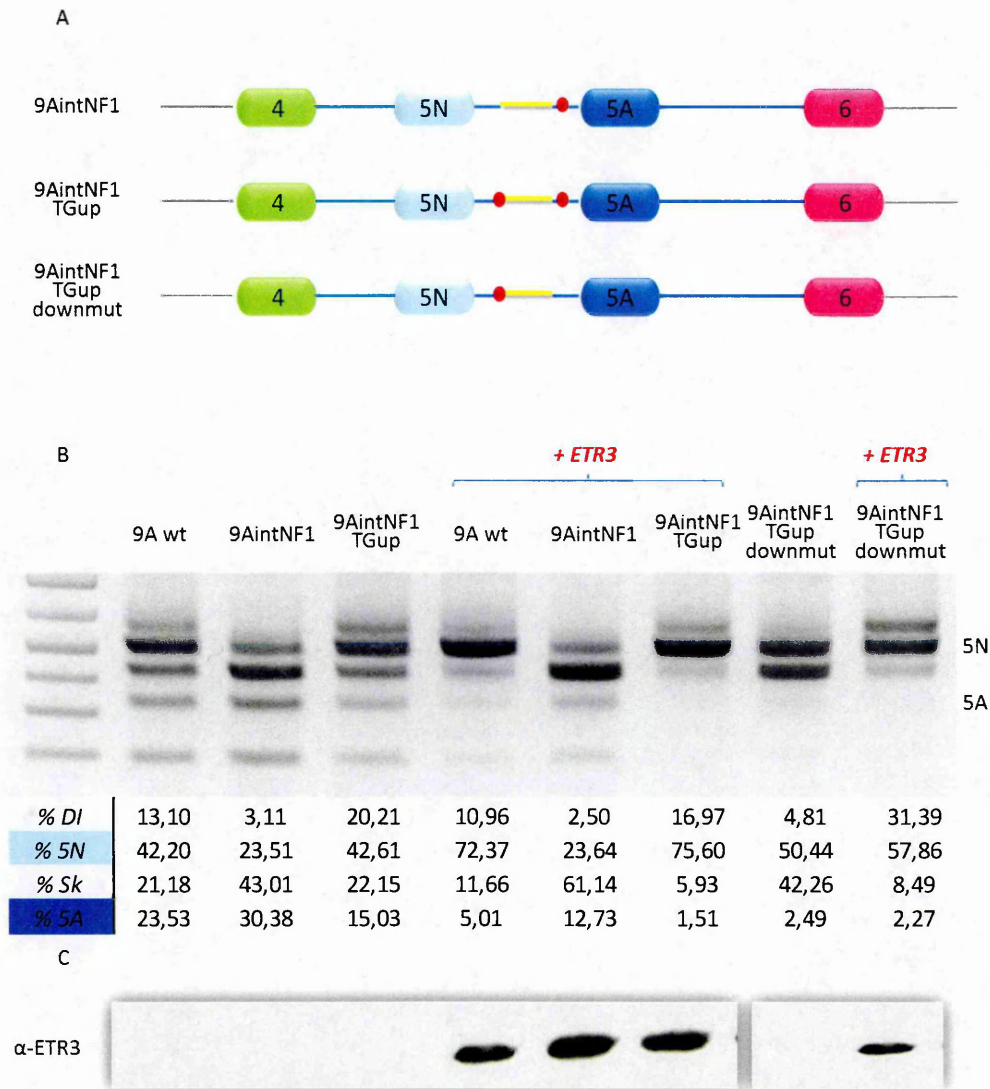 A
9AintNF1
4 5N 5A 6
9AintNF1
TGup
4 5N 5A 6
9AintNF1
TGup
downmut
4 5N 5A 6
B
+ ETR3
+ ETR3
9A wt
9AintNF1
9AintNF1
TGup
9A wt
9AintNF1
9AintNF1
TGup
9AintNF1
TGup
downmut
9AintNF1
TGup
downmut
5N
5A
% DI 13,10 3,11 20,21 10,96 2,50 16,97 4,81 31,39
% 5N 42,20 23,51 42,61 72,37 23,64 75,60 50,44 57,86
% Sk 21,18 43,01 22,15 11,66 61,14 5,93 42,26 8,49
% 5A 23,53 30,38 15,03 5,01 12,73 1,51 2,49 2,27
C
α-ETR3